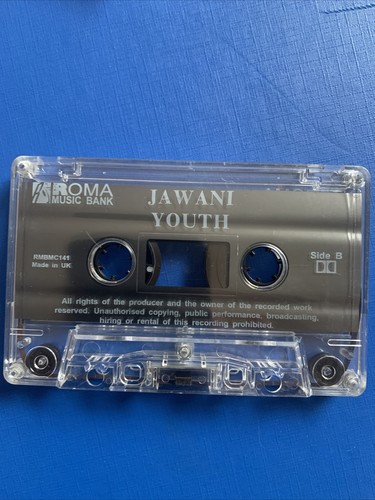 ROMA
MUSIC BANK
JAWANI
YOUTH
RMBMC141
Made in UK
Side B
All rights of the producer and the owner of the recorded work
reserved. Unauthorised copying, public performance, broadcasting,
hiring or rental of this recording prohibited.